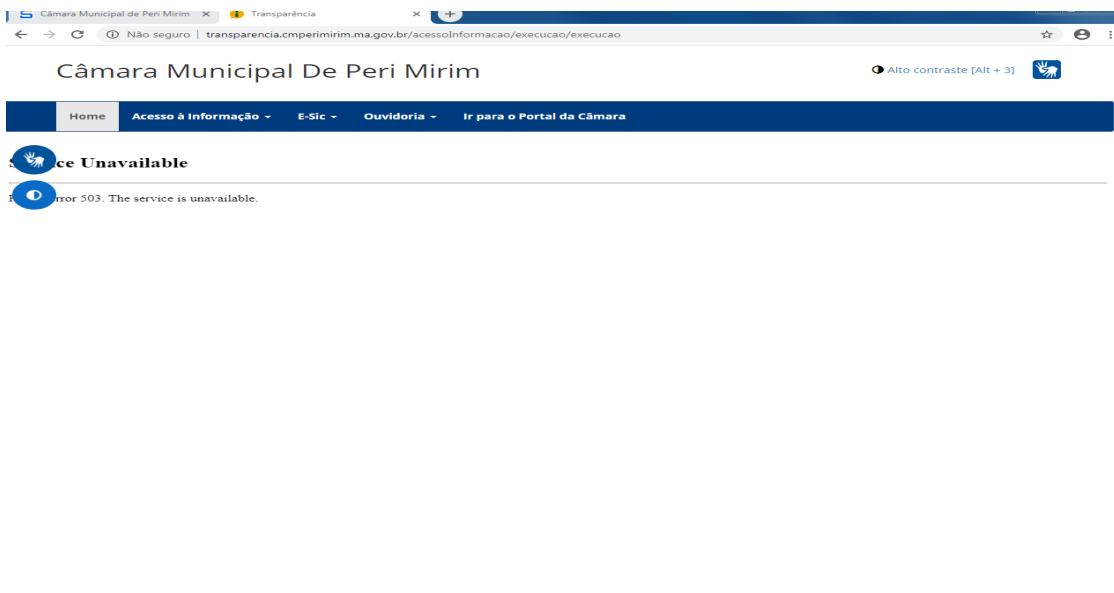 Câmara Municipal de Peri Mirim
Transparência
Não seguro | transparencia.cmperimirim.ma.gov.br/acessoInformacao/execucao/execucao
Câmara Municipal De Peri Mirim
Alto contraste [Alt + 3]
Home Acesso à Informação E-Sic Ouvidoria Ir para o Portal da Câmara
ce Unavailable
rror 503. The service is unavailable.